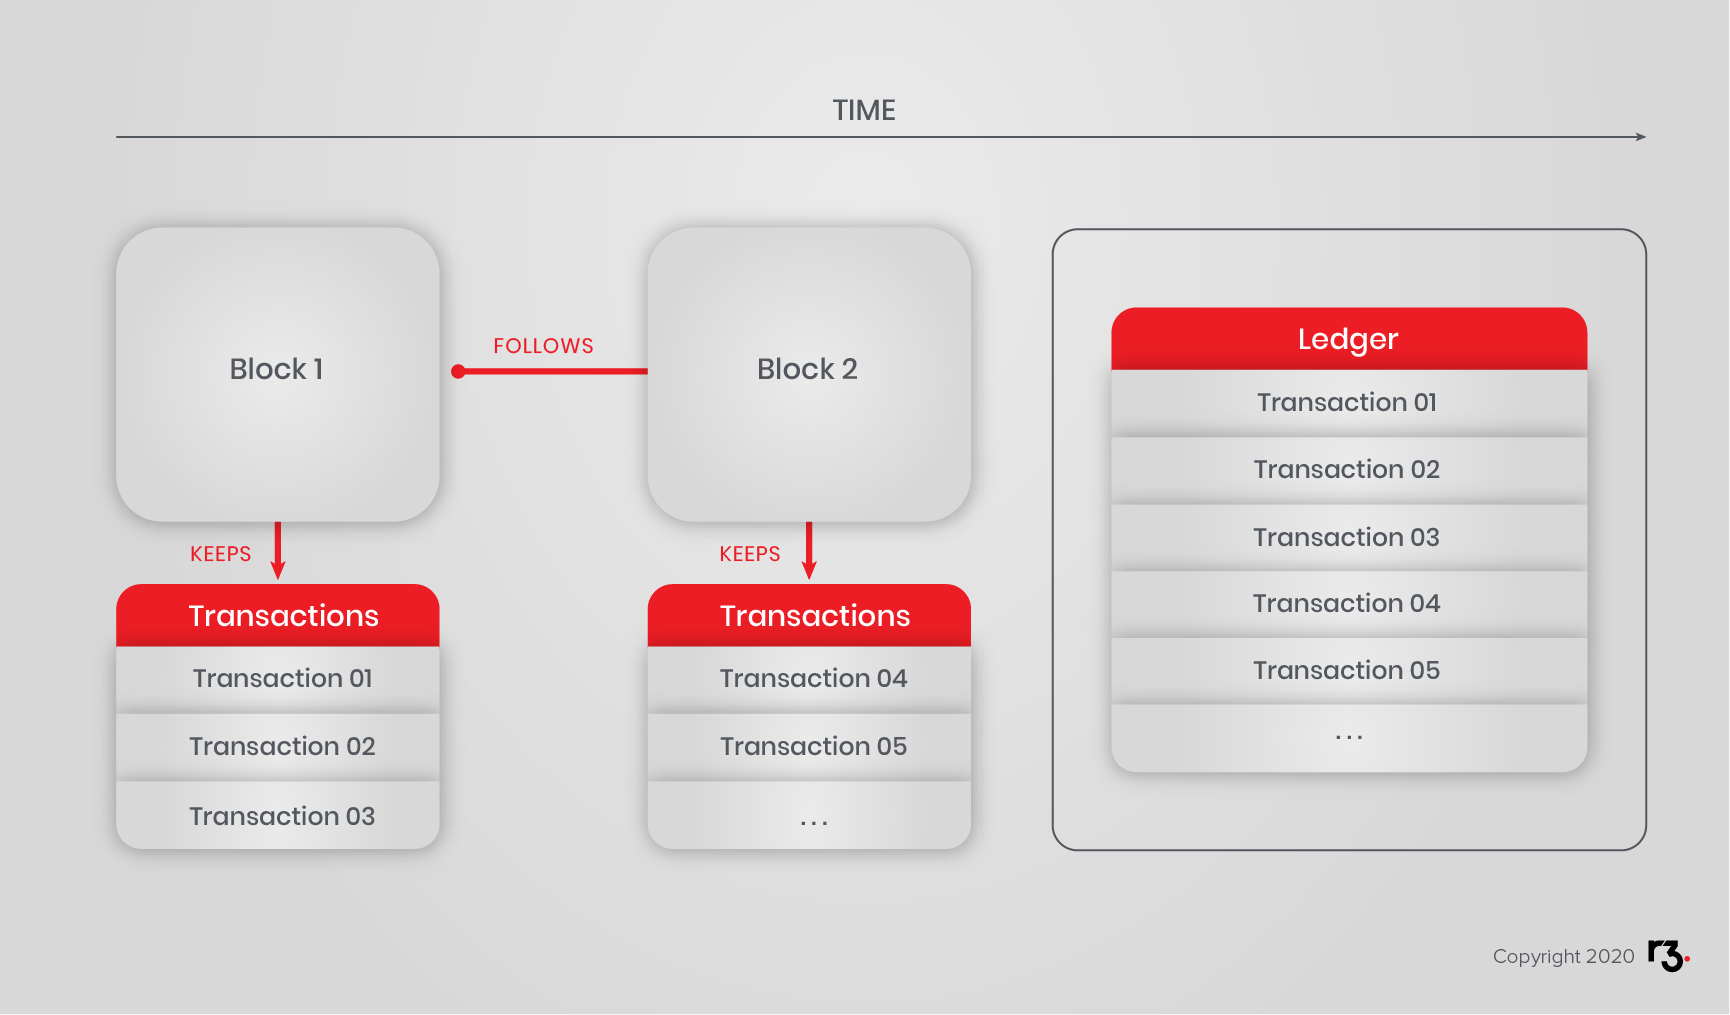 TIME
Block 1
FOLLOWS
Block 2
KEEPS
KEEPS
Transactions
Transaction 01
Transaction 02
Transaction 03
Transactions
Transaction 04
Transaction 05
...
Ledger
Transaction 01
Transaction 02
Transaction 03
Transaction 04
Transaction 05
...
Copyright 2020 r3.